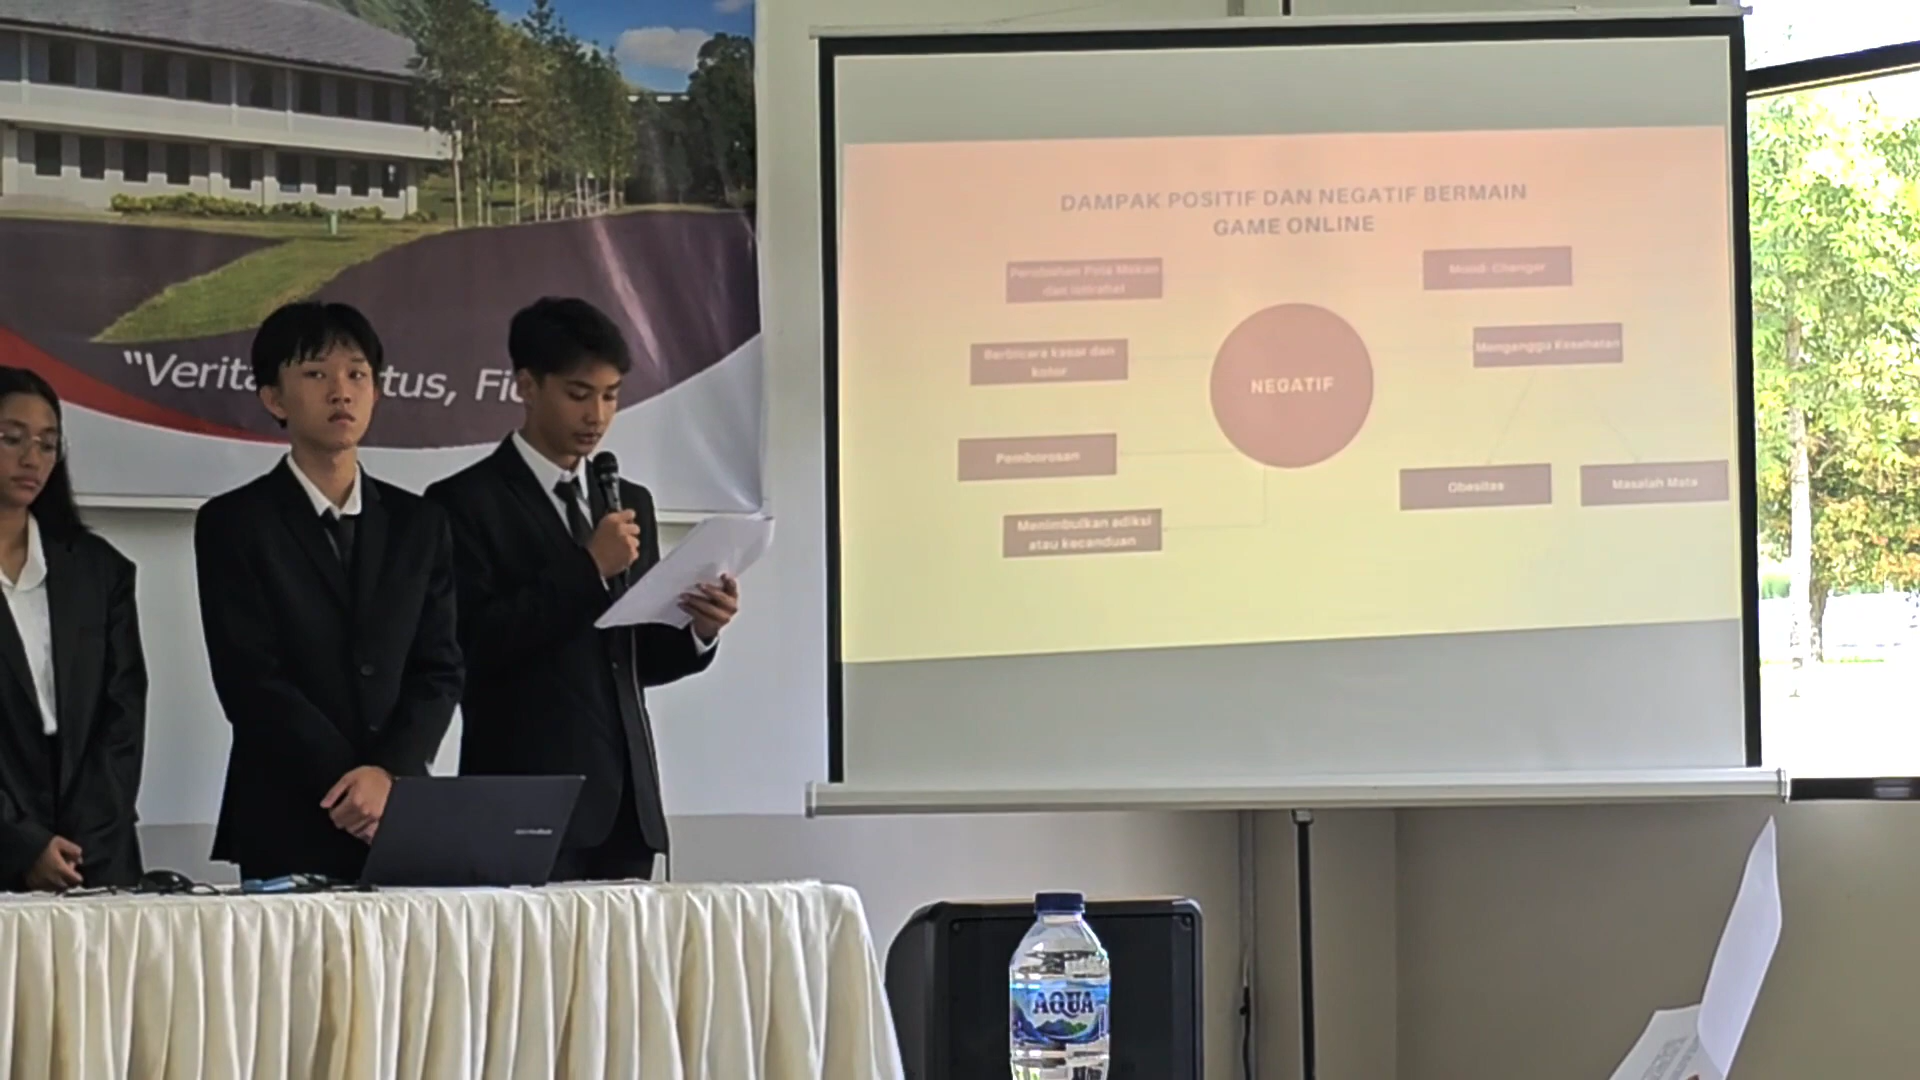 "Verita tus, Fi
DAMPAK POSITIF DAN NEGATIF BERMAIN
GAME ONLINE
Perubahan Pola Makan
dan istirahat
Mood Changer
Berbicara kasar dan
kotor
Menganggu Kesehatan
NEGATIF
Pemborosan
Obesitas
Masalah Mata
Menimbulkan adiksi
atau kecanduan
AQUA